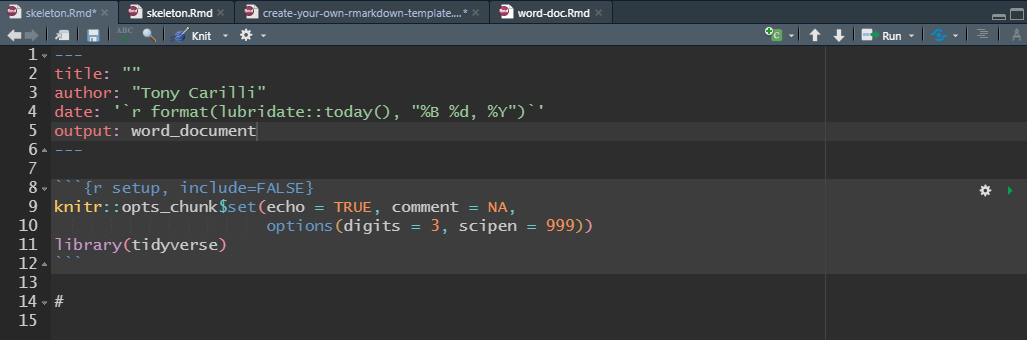 skeleton.Rmd* skeleton.Rmd create-your-own-rmarkdown-template....* word-doc.Rmd
ABC Knit Run
1 ---
2 title: ""
3 author: "Tony Carilli"
4 date: '`r format(lubridate::today(), "%B %d, %Y")`'
5 output: word_document
6 ---
7
8 ```{r setup, include=FALSE}
9 knitr::opts_chunk$set(echo = TRUE, comment = NA,
10 options(digits = 3, scipen = 999))
11 library(tidyverse)
12 ```
13
14 #
15